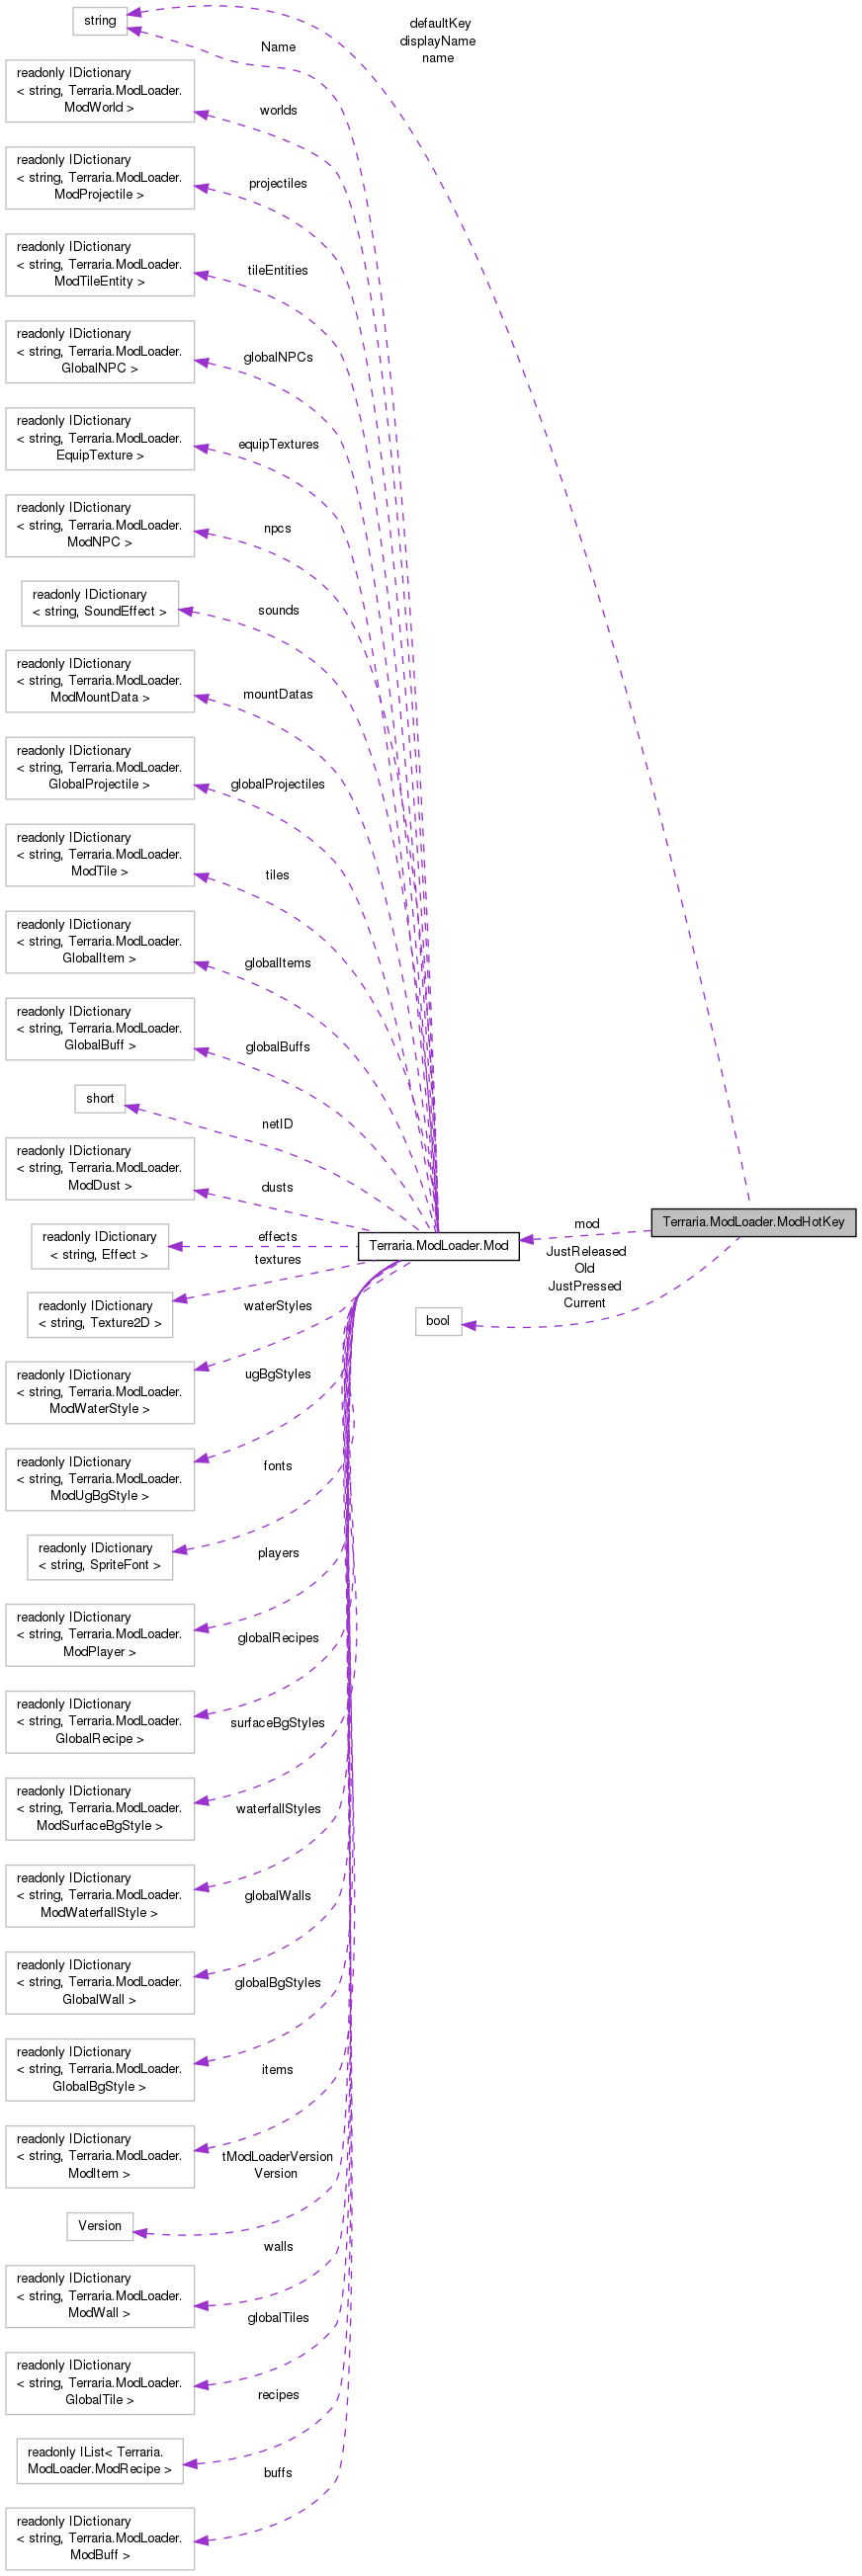 string
defaultKey
displayName
name
Name
readonly IDictionary
< string, Terraria.ModLoader.
ModWorld >
worlds
readonly IDictionary
< string, Terraria.ModLoader.
ModProjectile >
projectiles
readonly IDictionary
< string, Terraria.ModLoader.
ModTileEntity >
tileEntities
readonly IDictionary
< string, Terraria.ModLoader.
GlobalNPC >
globalNPCs
readonly IDictionary
< string, Terraria.ModLoader.
EquipTexture >
equipTextures
readonly IDictionary
< string, Terraria.ModLoader.
ModNPC >
npcs
readonly IDictionary
< string, SoundEffect >
sounds
readonly IDictionary
< string, Terraria.ModLoader.
ModMountData >
mountDatas
readonly IDictionary
< string, Terraria.ModLoader.
GlobalProjectile >
globalProjectiles
readonly IDictionary
< string, Terraria.ModLoader.
ModTile >
tiles
readonly IDictionary
< string, Terraria.ModLoader.
GlobalItem >
globalItems
readonly IDictionary
< string, Terraria.ModLoader.
GlobalBuff >
globalBuffs
short
netID
readonly IDictionary
< string, Terraria.ModLoader.
ModDust >
dusts
readonly IDictionary
< string, Effect >
effects
Terraria.ModLoader.Mod
mod
Terraria.ModLoader.ModHotKey
JustReleased
Old
JustPressed
Current
bool
textures
readonly IDictionary
< string, Texture2D >
waterStyles
readonly IDictionary
< string, Terraria.ModLoader.
ModWaterStyle >
ugBgStyles
readonly IDictionary
< string, Terraria.ModLoader.
ModUgBgStyle >
fonts
readonly IDictionary
< string, SpriteFont >
players
readonly IDictionary
< string, Terraria.ModLoader.
ModPlayer >
globalRecipes
readonly IDictionary
< string, Terraria.ModLoader.
GlobalRecipe >
surfaceBgStyles
readonly IDictionary
< string, Terraria.ModLoader.
ModSurfaceBgStyle >
waterfallStyles
readonly IDictionary
< string, Terraria.ModLoader.
ModWaterfallStyle >
globalWalls
readonly IDictionary
< string, Terraria.ModLoader.
GlobalWall >
globalBgStyles
readonly IDictionary
< string, Terraria.ModLoader.
GlobalBgStyle >
items
readonly IDictionary
< string, Terraria.ModLoader.
ModItem >
tModLoaderVersion
Version
Version
walls
readonly IDictionary
< string, Terraria.ModLoader.
ModWall >
globalTiles
readonly IDictionary
< string, Terraria.ModLoader.
GlobalTile >
recipes
readonly IList< Terraria.
ModLoader.ModRecipe >
buffs
readonly IDictionary
< string, Terraria.ModLoader.
ModBuff >